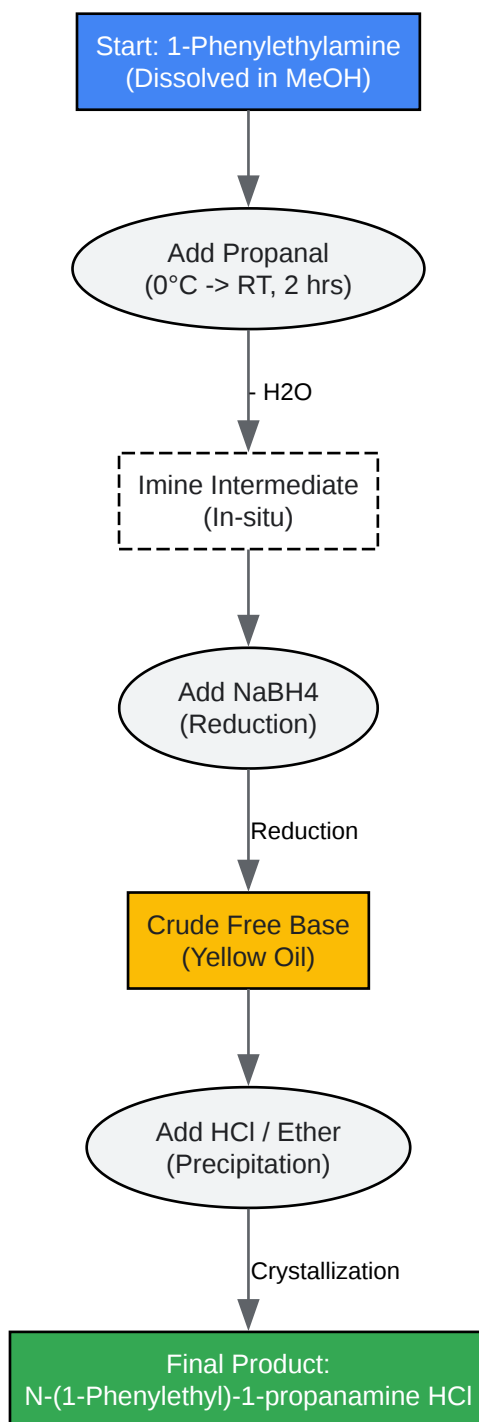 Start: 1-Phenylethylamine
(Dissolved in MeOH)
Add Propanal
(0°C -> RT, 2 hrs)
- H2O
Imine Intermediate
(In-situ)
Add NaBH4
(Reduction)
Reduction
Crude Free Base
(Yellow Oil)
Add HCl / Ether
(Precipitation)
Crystallization
Final Product:
N-(1-Phenylethyl)-1-propanamine HCl